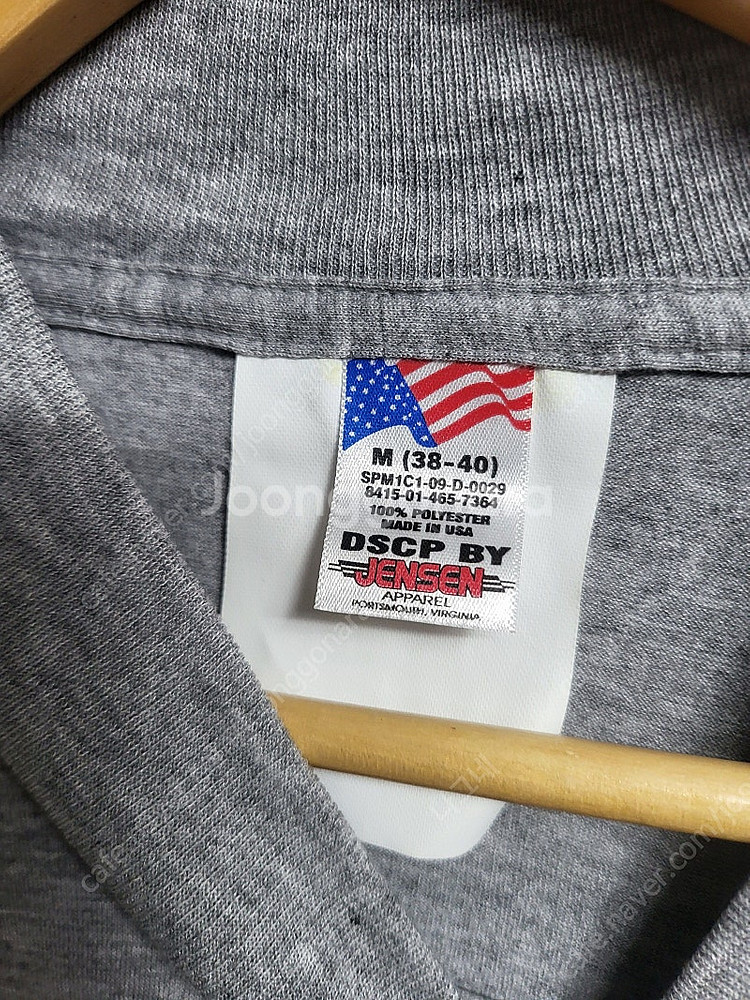 M (38-40)
SPM1C1-09-D-0029
8415-01-465-7364
100% POLYESTER
MADE IN USA
DSCP BY
JENSEN
APPAREL
PORTSMOUTH, VIRGINIA